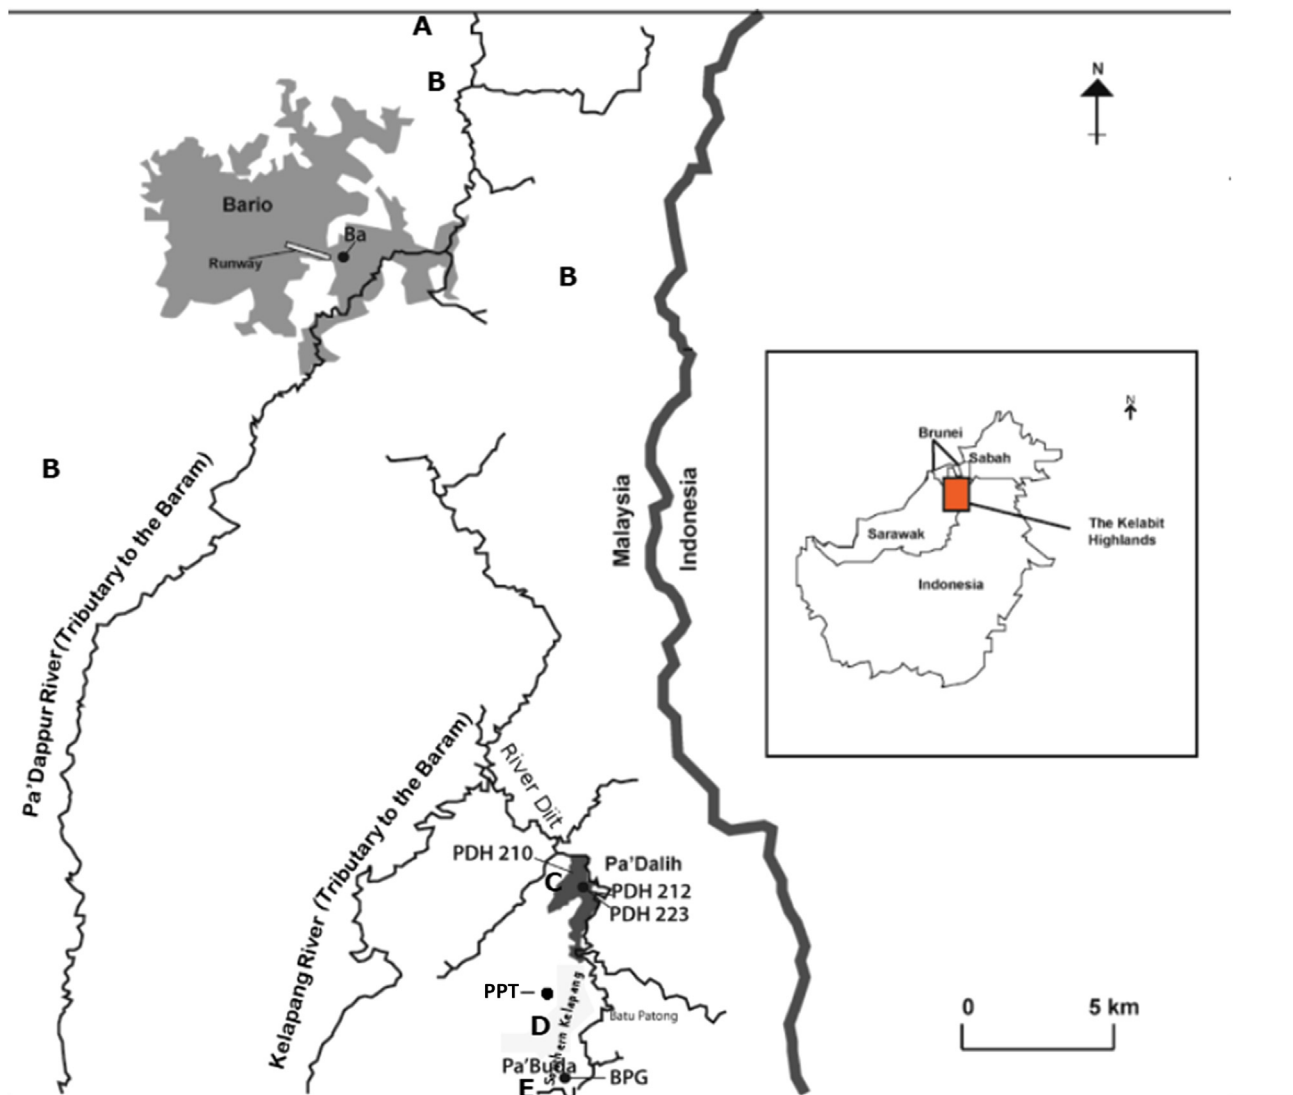 A
N
B
Bario
Ba
Runway
B
N
Brunei
Sabah
B
Pa'Dappur River (Tributary to the Baram)
Malaysia
Indonesia
The Kelabit
Highlands
Sarawak
Indonesia
Kelapang River (Tributary to the Baram)
River Diit
PDH 210
Pa'Dalih
C
PDH 212
PDH 223
PPT
Southern Kelapang
0 5 km
D
Batu Patong
Pa'Buda
BPG
E